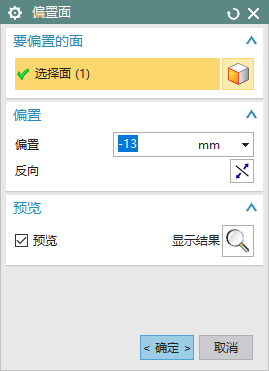 偏置面
要偏置的面
选择面 (1)
偏置
偏置 -13 mm
反向
预览
预览 显示结果
< 确定 > 取消